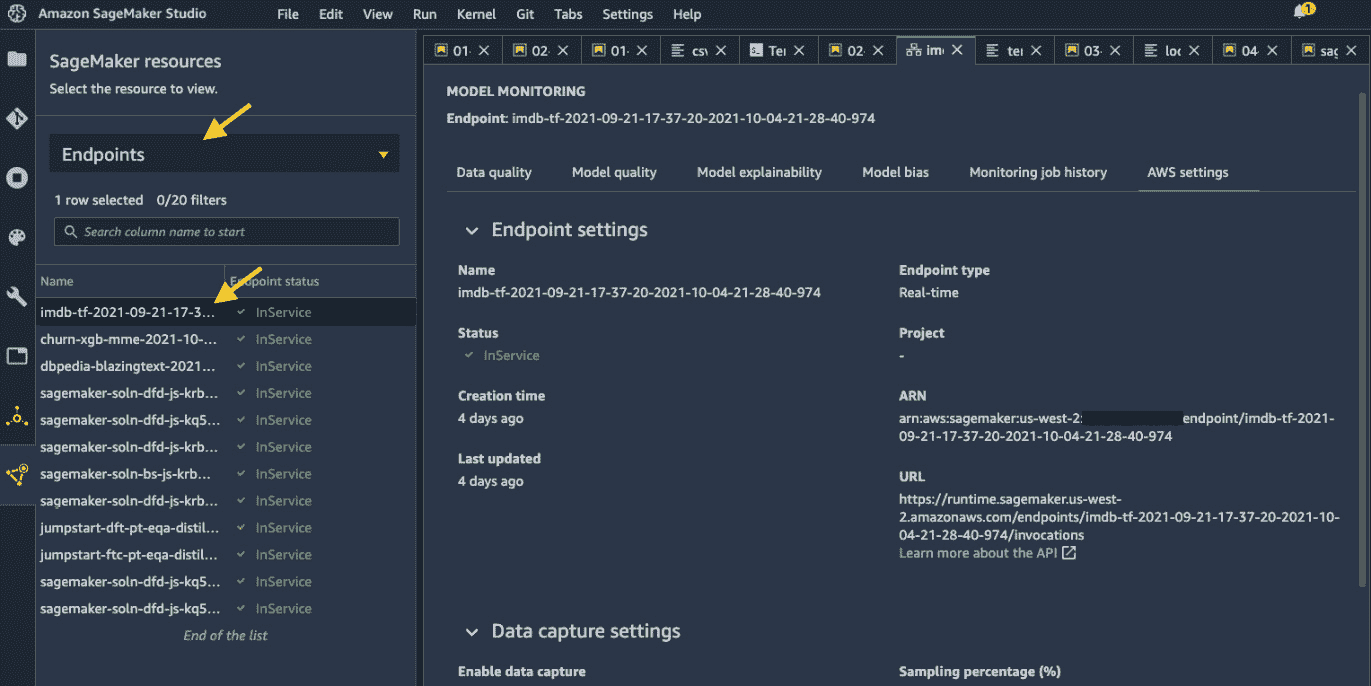 Amazon SageMaker Studio
File Edit View Run Kernel Git Tabs Settings Help
1
SageMaker resources
Select the resource to view.
Endpoints
1 row selected 0/20 filters
Search column name to start
Name Endpoint status
imdb-tf-2021-09-21-17-3... InService
churn-xgb-mme-2021-10-... InService
dbpedia-blazingtext-2021... InService
sagemaker-soln-dfd-js-krb... InService
sagemaker-soln-dfd-js-kq5... InService
sagemaker-soln-dfd-js-krb... InService
sagemaker-soln-bs-js-krb... InService
sagemaker-soln-dfd-js-krb... InService
jumpstart-dft-pt-eqa-distil... InService
jumpstart-ftc-pt-eqa-distil... InService
sagemaker-soln-dfd-js-kq5... InService
sagemaker-soln-dfd-js-kq5... InService
End of the list
01- 02- 01- csv Ter 02- im ter 03- loc 04- sag
MODEL MONITORING
Endpoint: imdb-tf-2021-09-21-17-37-20-2021-10-04-21-28-40-974
Data quality Model quality Model explainability Model bias Monitoring job history AWS settings
Endpoint settings
Name
imdb-tf-2021-09-21-17-37-20-2021-10-04-21-28-40-974
Status
InService
Creation time
4 days ago
Last updated
4 days ago
Endpoint type
Real-time
Project
-
ARN
arn:aws:sagemaker:us-west-2: endpoint/imdb-tf-2021-
09-21-17-37-20-2021-10-04-21-28-40-974
URL
https://runtime.sagemaker.us-west-
2.amazonaws.com/endpoints/imdb-tf-2021-09-21-17-37-20-2021-10-
04-21-28-40-974/invocations
Learn more about the API
Data capture settings
Enable data capture
Sampling percentage (%)